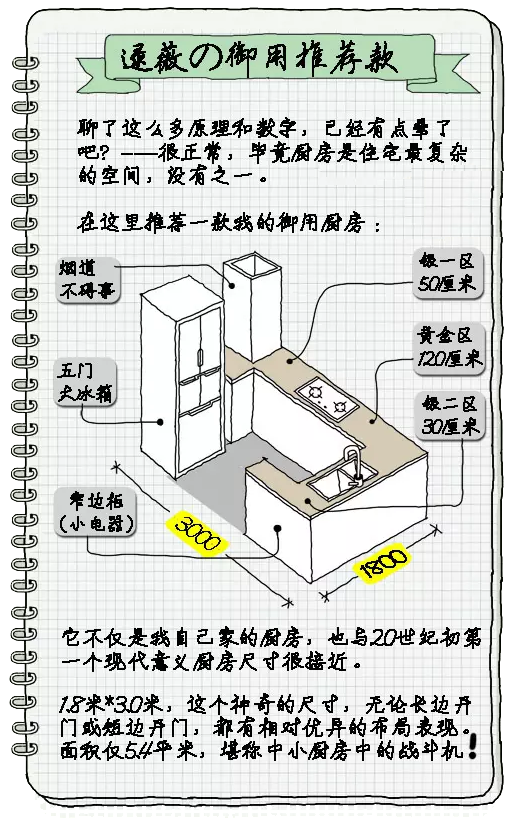 逯薇の御用推荐款
聊了这么多原理和数字，已经有点晕了
吧？——很正常，毕竟厨房是住宅最复杂
的空间，没有之一。
在这里推荐一款我的御用厨房：
烟道
不碍事
银一区
50厘米
黄金区
120厘米
五门
大冰箱
银二区
30厘米
窄边柜
（小电器）
3000
1800
它不仅是我自己家的厨房，也与20世纪初第
一个现代意义厨房尺寸很接近。
1.8米*3.0米，这个神奇的尺寸，无论长边开
门或短边开门，都有相对优异的布局表现。
面积仅5.4平米，堪称中小厨房中的战斗机！